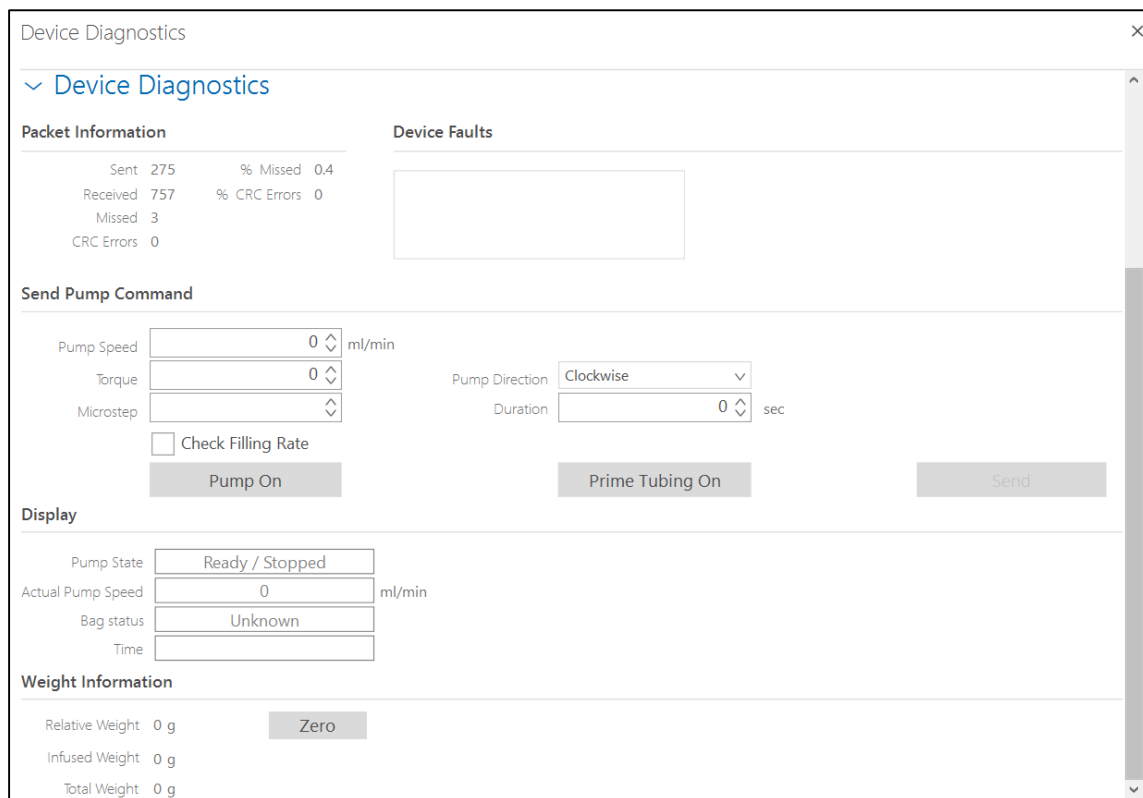 Device Diagnostics
Device Diagnostics
Packet Information
Device Faults
Sent 275 % Missed 0.4
Received 757 % CRC Errors 0
Missed 3
CRC Errors 0
Send Pump Command
Pump Speed 0 ml/min
Torque 0 Pump Direction Clockwise
Microstep Duration 0 sec
Check Filling Rate
Pump On Prime Tubing On Send
Display
Pump State Ready / Stopped
Actual Pump Speed 0 ml/min
Bag status Unknown
Time
Weight Information
Relative Weight 0 g Zero
Infused Weight 0 g
Total Weight 0 g